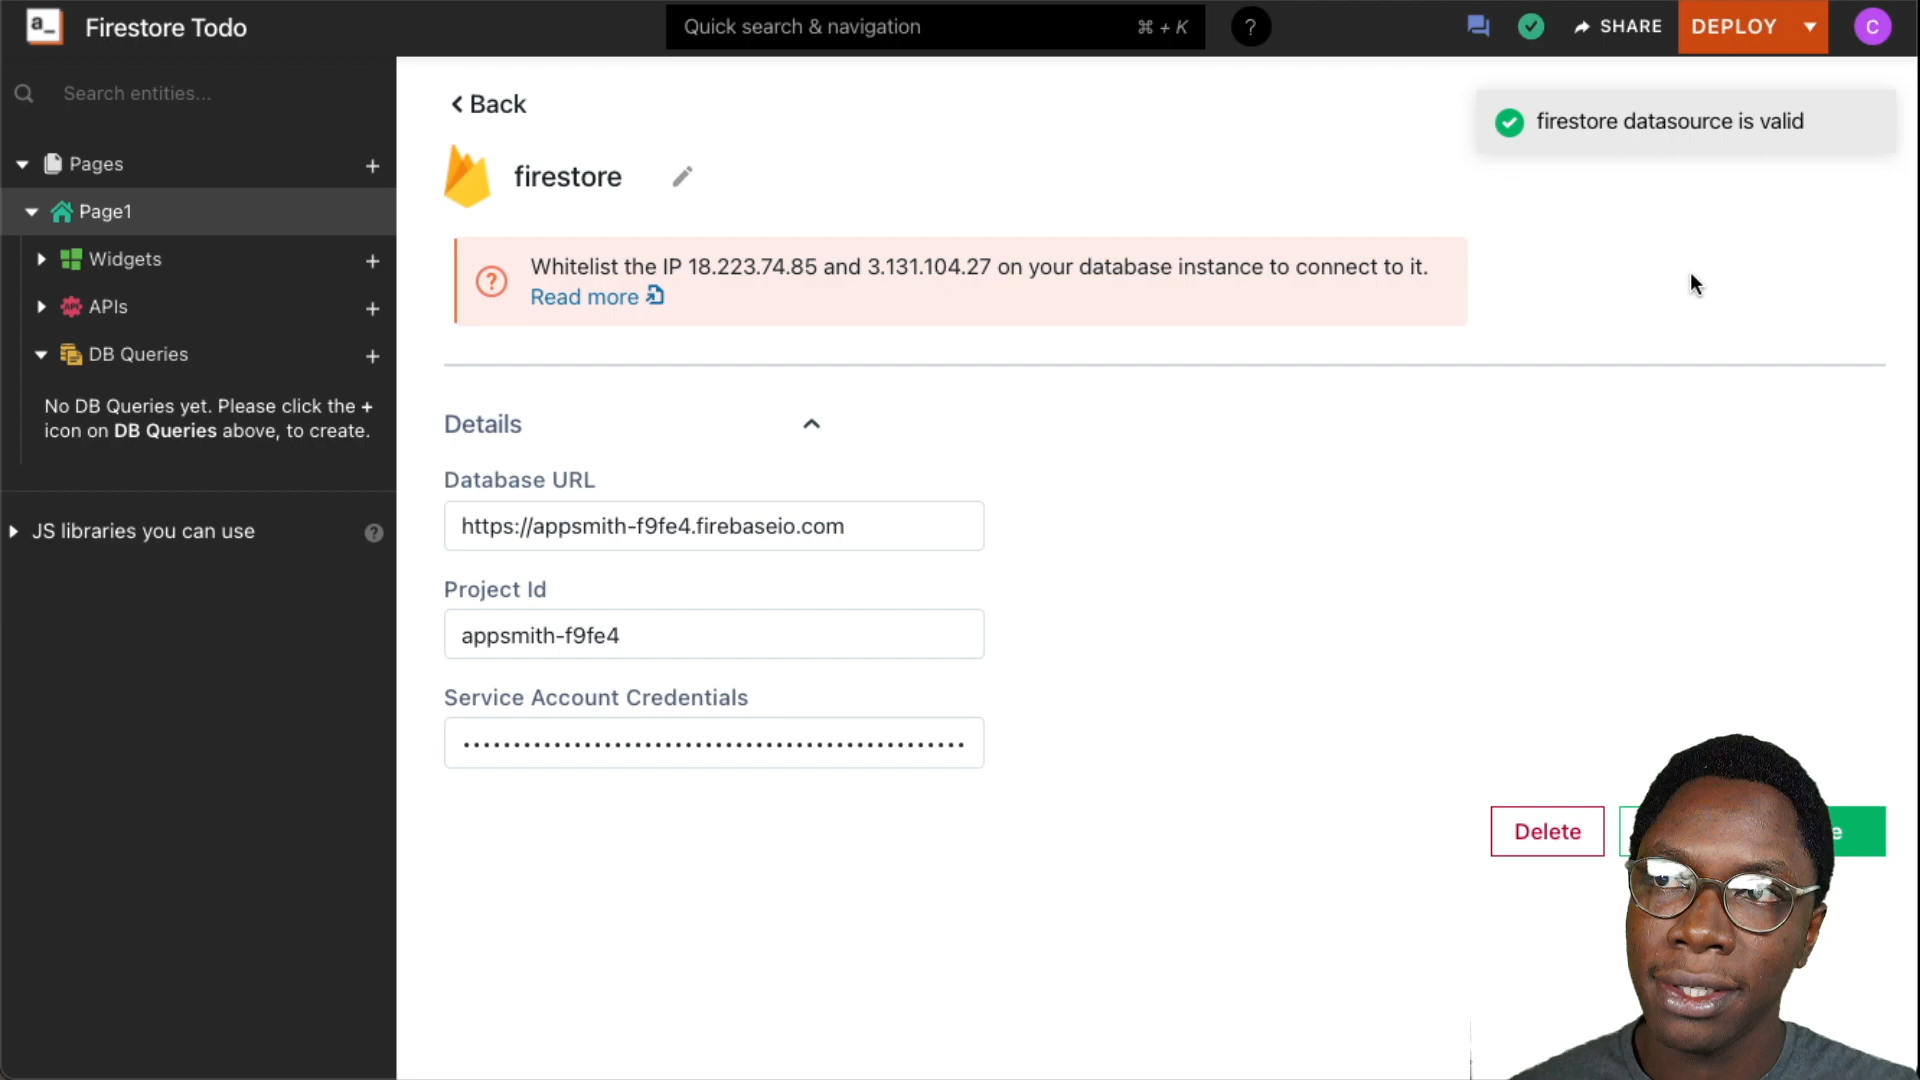 a_
Firestore Todo
Quick search & navigation
⌘ + K
?
SHARE
DEPLOY
C
Search entities...
Pages
+
Page1
Widgets
+
APIs
+
DB Queries
+
No DB Queries yet. Please click the +
icon on DB Queries above, to create.
JS libraries you can use
?
Back
firestore datasource is valid
firestore
?
Whitelist the IP 18.223.74.85 and 3.131.104.27 on your database instance to connect to it.
Read more
Details
Database URL
https://appsmith-f9fe4.firebaseio.com
Project Id
appsmith-f9fe4
Service Account Credentials
Delete